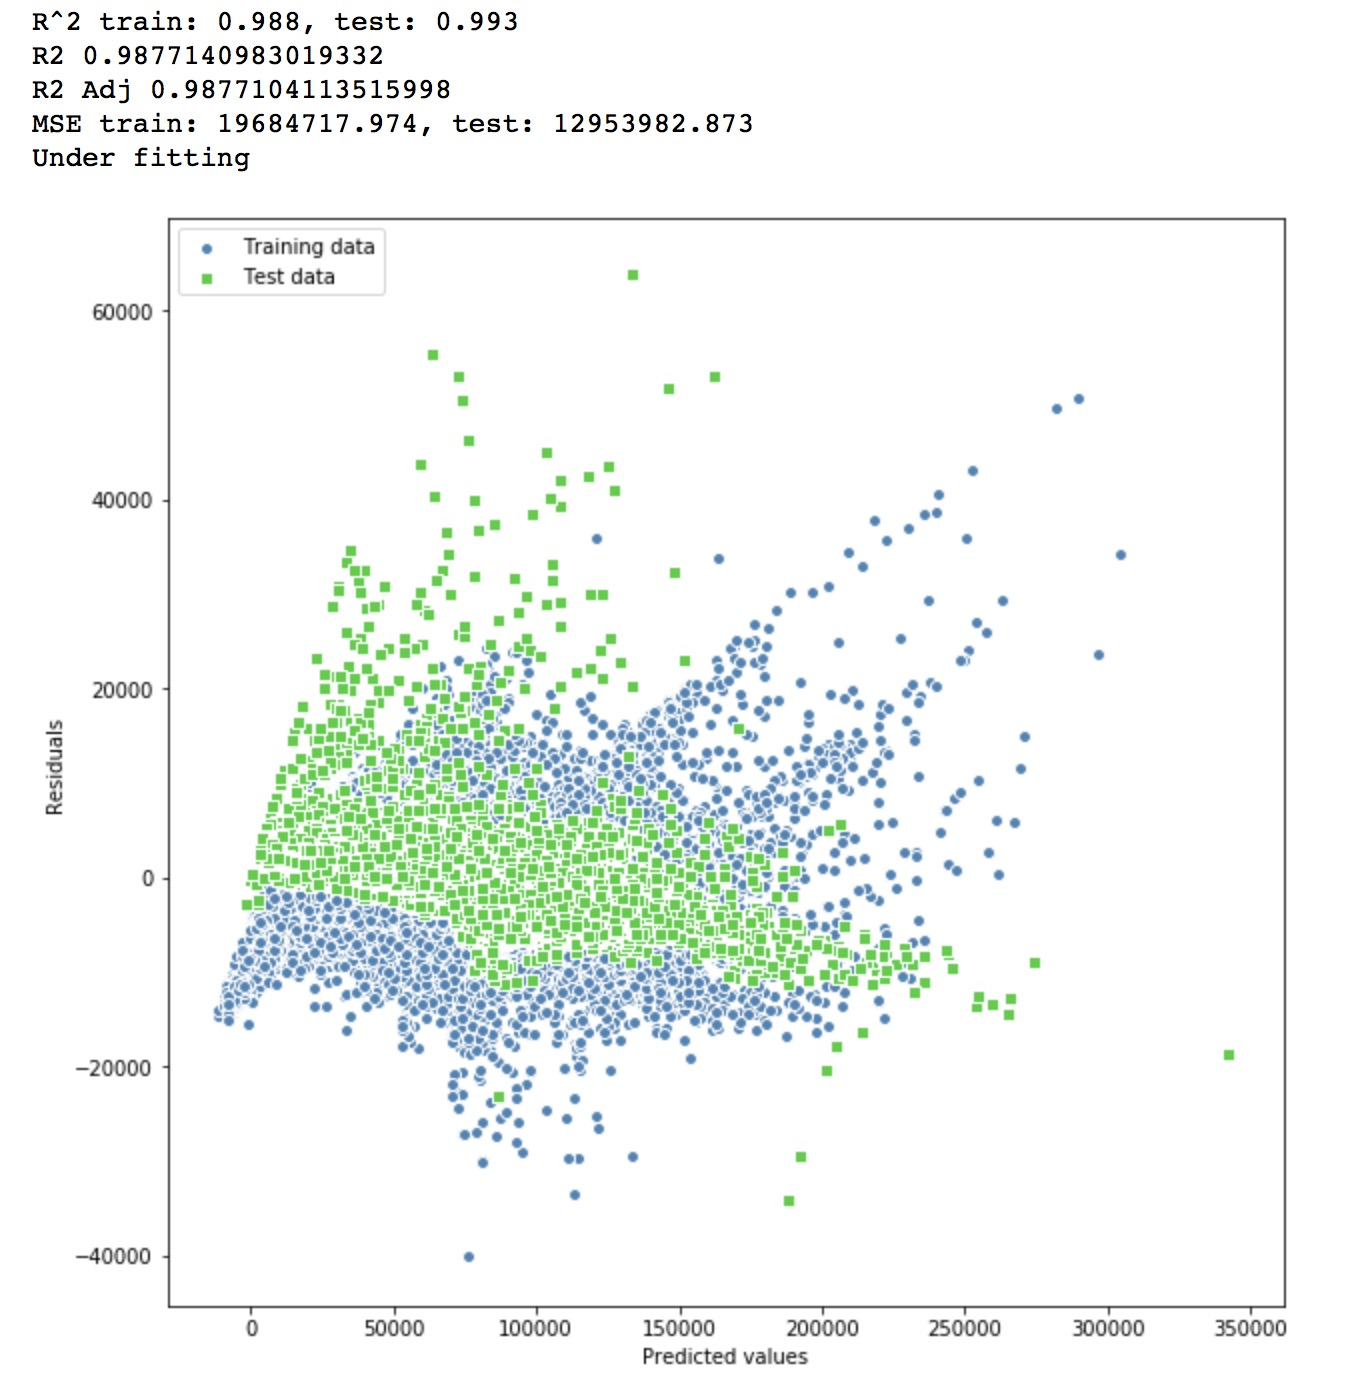 R^2 train: 0.988, test: 0.993
R2 0.9877140983019332
R2 Adj 0.9877104113515998
MSE train: 19684717.974, test: 12953982.873
Under fitting
Training data
Test data
60000
40000
20000
0
−20000
−40000
Residuals
0 50000 100000 150000 200000 250000 300000 350000
Predicted values